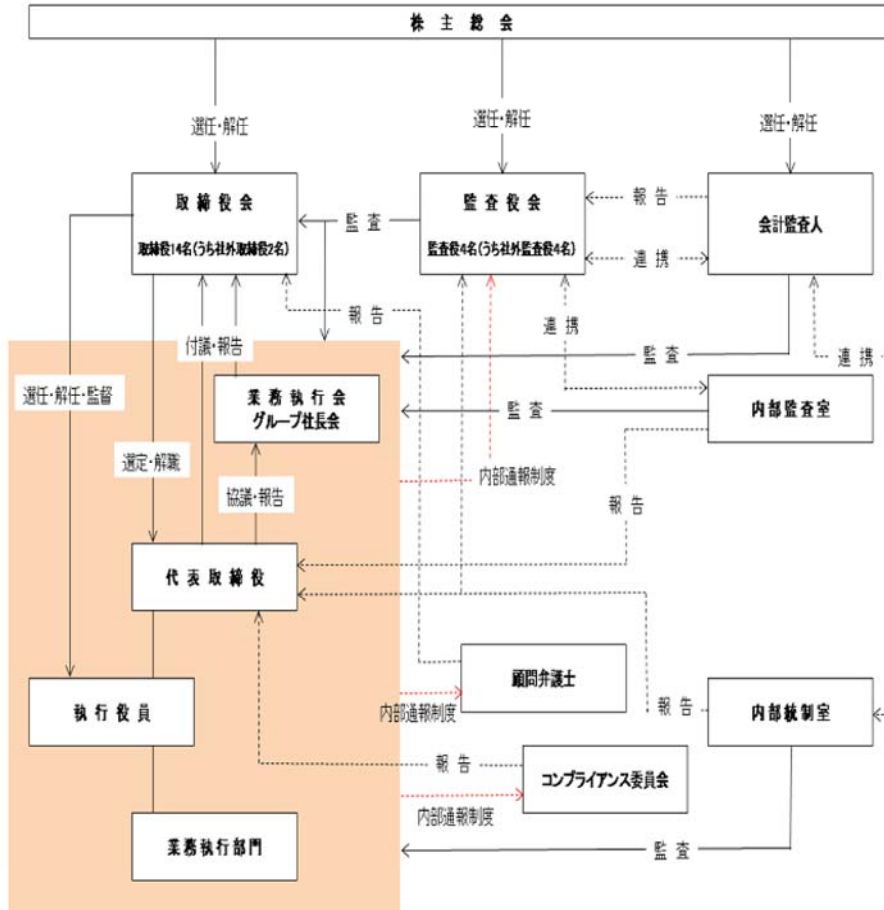 株主総会
選任・解任
選任・解任
選任・解任
取締役会
取締役14名(うち社外取締役2名)
監査
監査役会
監査役4名(うち社外監査役4名)
報告
連携
会計監査人
報告
連携
付議・報告
監査
連携
選任・解任・監督
業務執行会
グループ社長会
監査
内部監査室
選定・解職
内部通報制度
協議・報告
報告
代表取締役
顧問弁護士
執行役員
内部通報制度
報告
内部統制室
報告
コンプライアンス委員会
内部通報制度
業務執行部門
監査